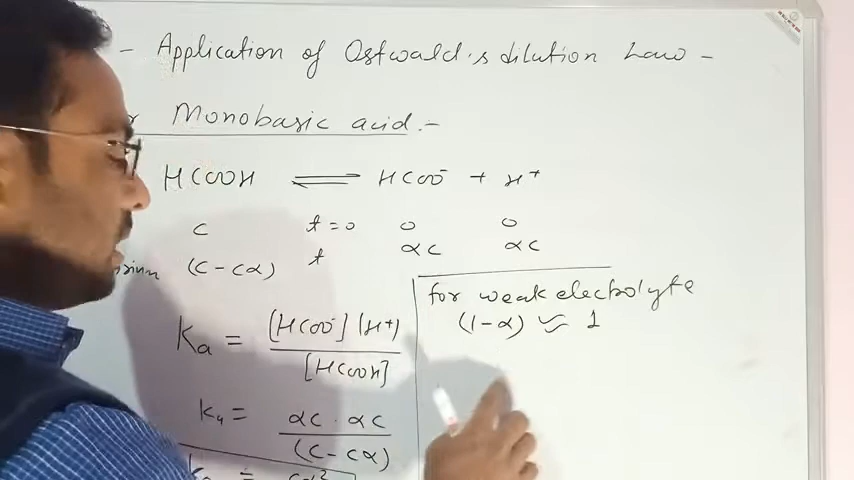 - Application of Ostwald's dilution Law -
Monobasic acid :-
HCOOH ⇌ HCOO⁻ + H⁺
C t = 0 0 0
(C - Cα) t αC αC
for weak electrolyte
(1-α) ≈ 1
Ka = [HCOO⁻] [H⁺] / [HCOOH]
Ka = αC · αC / (C - Cα)